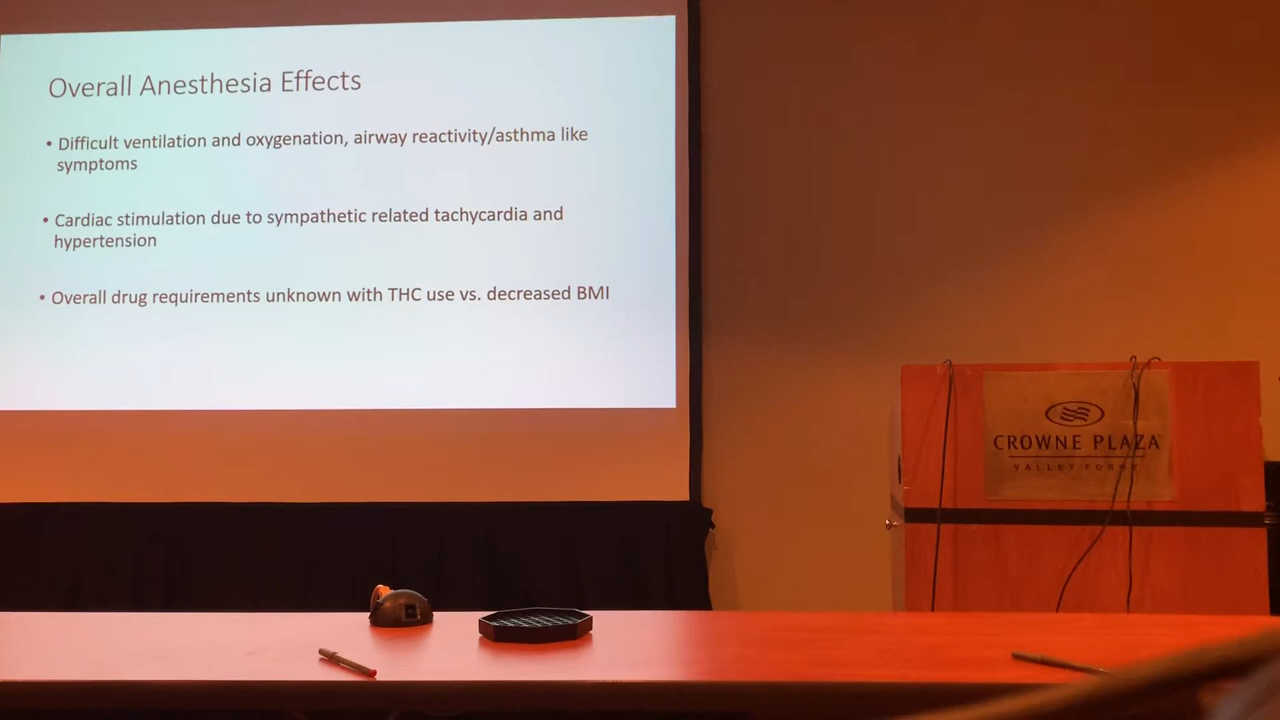 Overall Anesthesia Effects
• Difficult ventilation and oxygenation, airway reactivity/asthma like
symptoms
• Cardiac stimulation due to sympathetic related tachycardia and
hypertension
• Overall drug requirements unknown with THC use vs. decreased BMI
CROWNE PLAZA
VALLEY FORGE